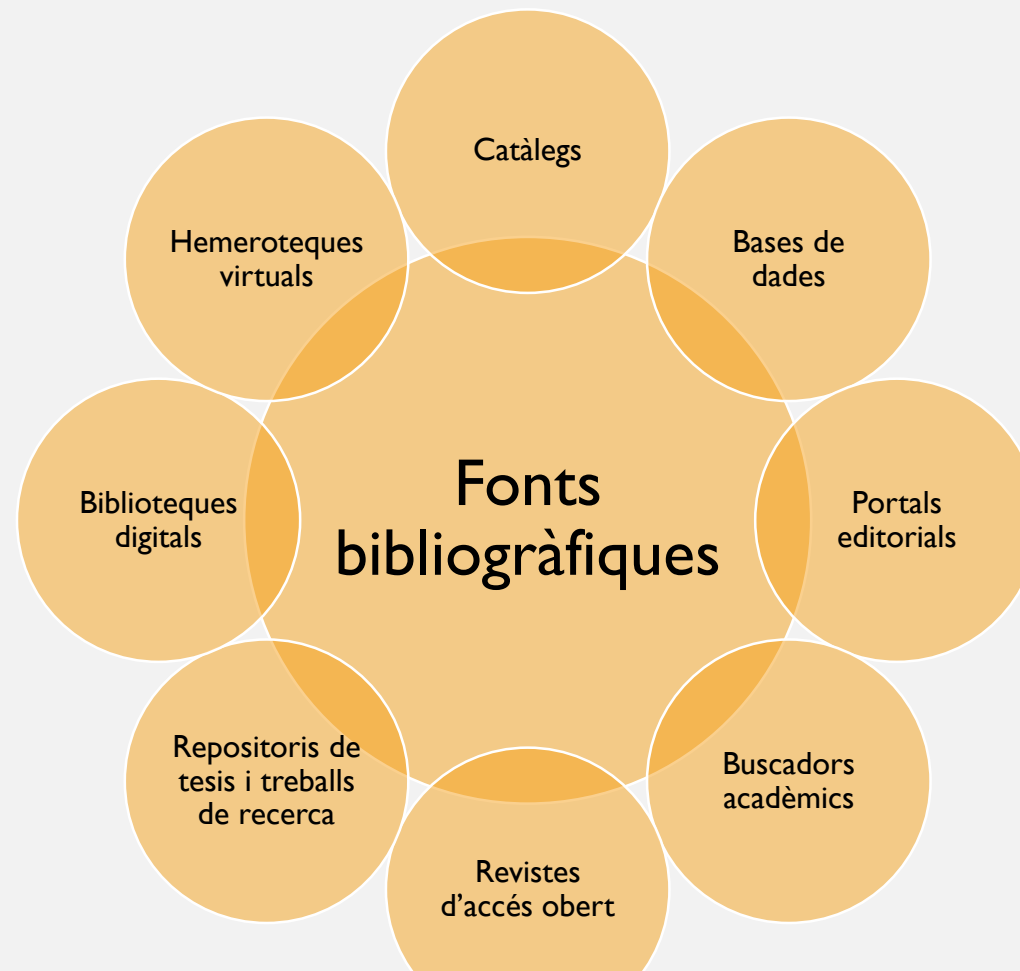 Catàlegs
Hemeroteques
virtuals
Bases de
dades
Biblioteques
digitals
Fonts
bibliogràfiques
Portals
editorials
Repositoris de
tesis i treballs
de recerca
Buscadors
acadèmics
Revistes
d'accés obert